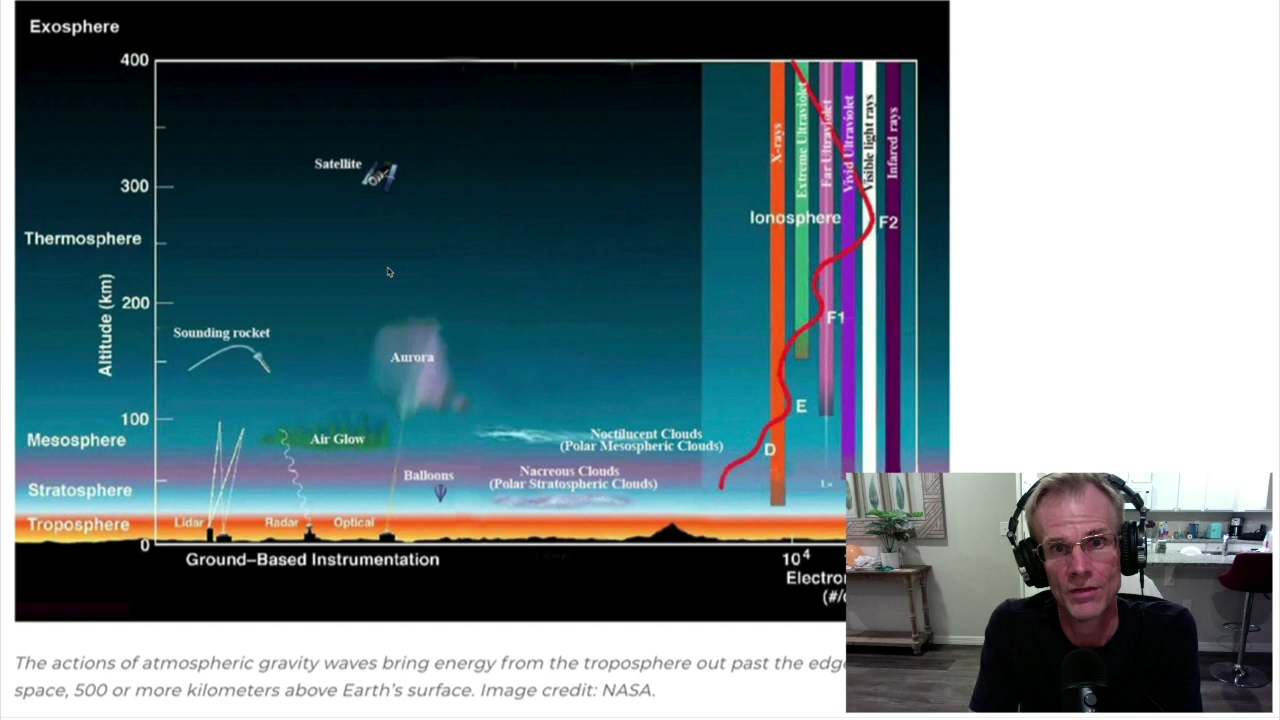 Exosphere
400
X-rays
Extreme Ultraviolet
Far Ultraviolet
Vivid Ultraviolet
Visible light rays
Infared rays
Satellite
300
Ionosphere
F2
Thermosphere
Altitude (km)
200
Sounding rocket
F1
Aurora
100
E
Mesosphere
Air Glow
Noctilucent Clouds
(Polar Mesospheric Clouds)
D
Balloons
Nacreous Clouds
(Polar Stratospheric Clouds)
Stratosphere
Troposphere
Lidar
Radar
Optical
0
Ground–Based Instrumentation
10⁴
Electron
(#/
The actions of atmospheric gravity waves bring energy from the troposphere out past the edge
space, 500 or more kilometers above Earth's surface. Image credit: NASA.